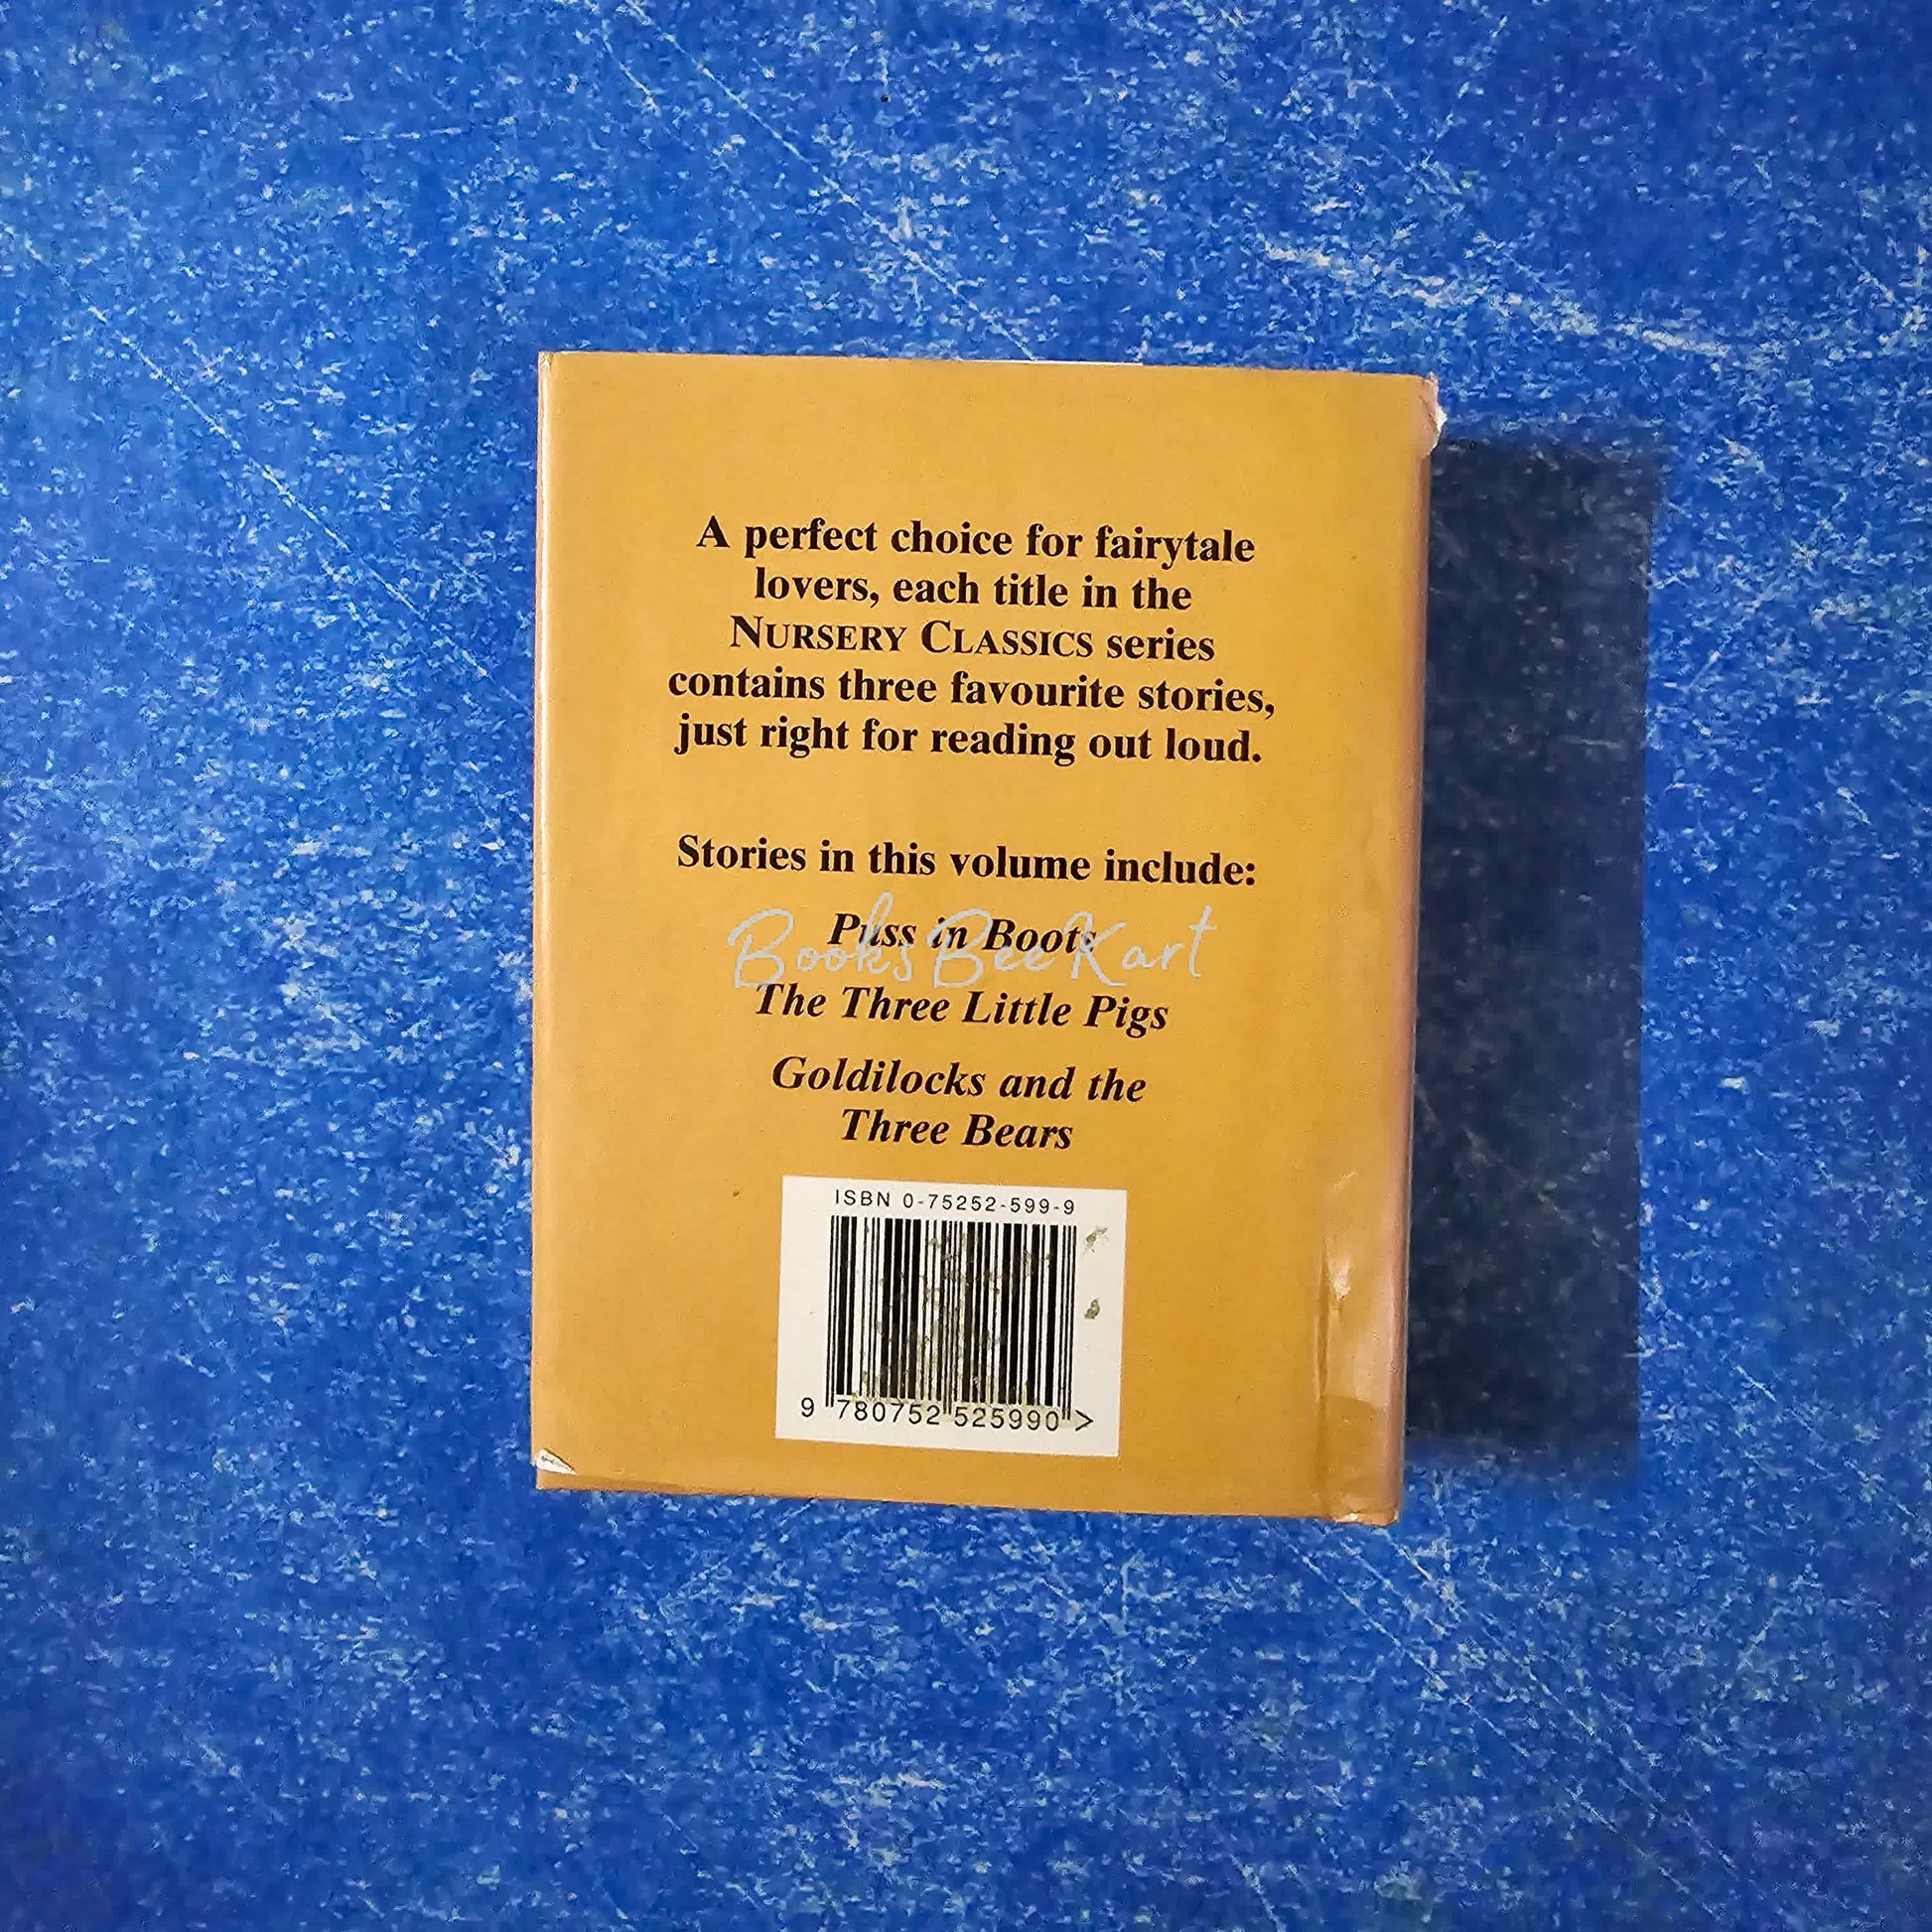 A perfect choice for fairytale
lovers, each title in the
NURSERY CLASSICS series
contains three favourite stories,
just right for reading out loud.
Stories in this volume include:
Puss in Boots
BooksBeeKart
The Three Little Pigs
Goldilocks and the
Three Bears
ISBN 0-75252-599-9
9 780752 525990 >